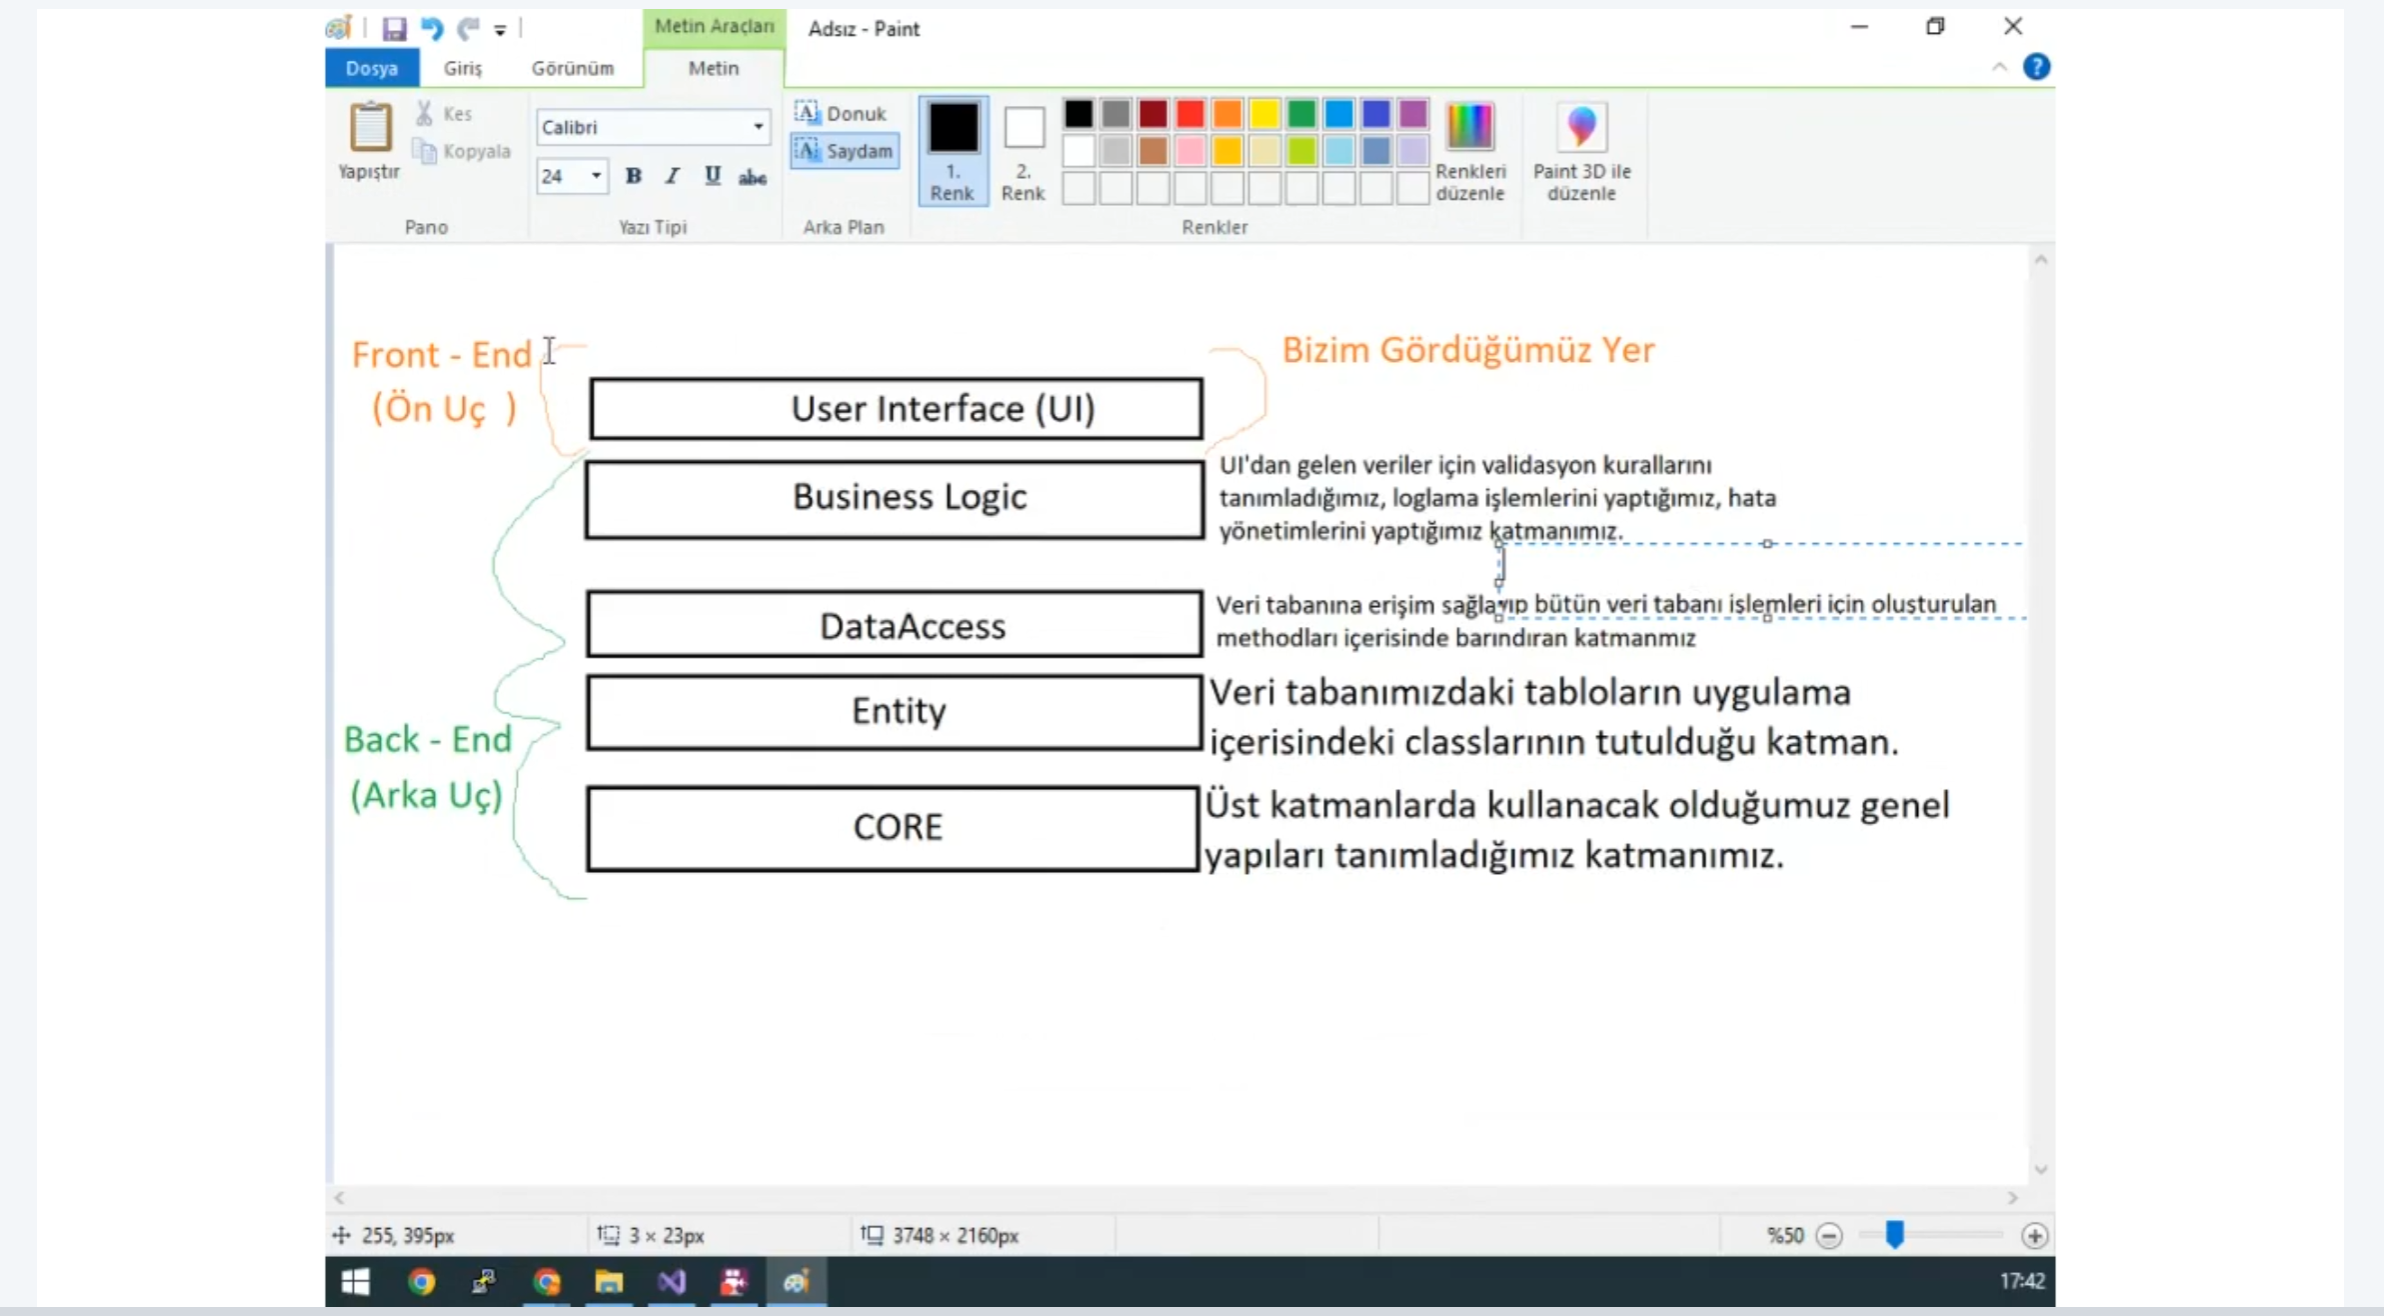 Metin Araçları
Adsız - Paint
Dosya
Giriş
Görünüm
Metin
Yapıştır
Kes
Kopyala
Pano
Calibri
24
B I U abc
Yazı Tipi
Donuk
Saydam
Arka Plan
1.
Renk
2.
Renk
Renkleri
düzenle
Renkler
Paint 3D ile
düzenle
Front - End
(Ön Uç )
Bizim Gördüğümüz Yer
User Interface (UI)
Business Logic
UI'dan gelen veriler için validasyon kurallarını
tanımladığımız, loglama işlemlerini yaptığımız, hata
yönetimlerini yaptığımız katmanımız.
DataAccess
Veri tabanına erişim sağlayıp bütün veri tabanı işlemleri için oluşturulan
methodları içerisinde barındıran katmanmız
Entity
Veri tabanımızdaki tabloların uygulama
içerisindeki classlarının tutulduğu katman.
Back - End
(Arka Uç)
CORE
Üst katmanlarda kullanacak olduğumuz genel
yapıları tanımladığımız katmanımız.
255, 395px
3 × 23px
3748 × 2160px
%50
17:42